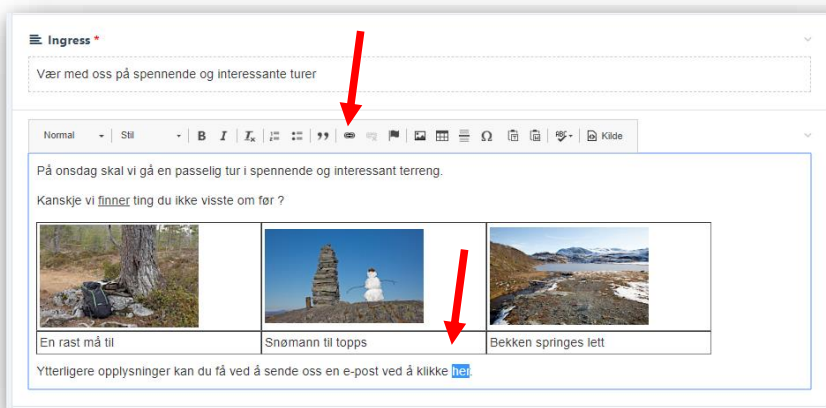 Ingress *
Vær med oss på spennende og interessante turer
Normal Stil B I Ix Ω ABC Kilde
På onsdag skal vi gå en passelig tur i spennende og interessant terreng.
Kanskje vi finner ting du ikke visste om før ?
En rast må til Snømann til topps Bekken springes lett
Ytterligere opplysninger kan du få ved å sende oss en e-post ved å klikke her.